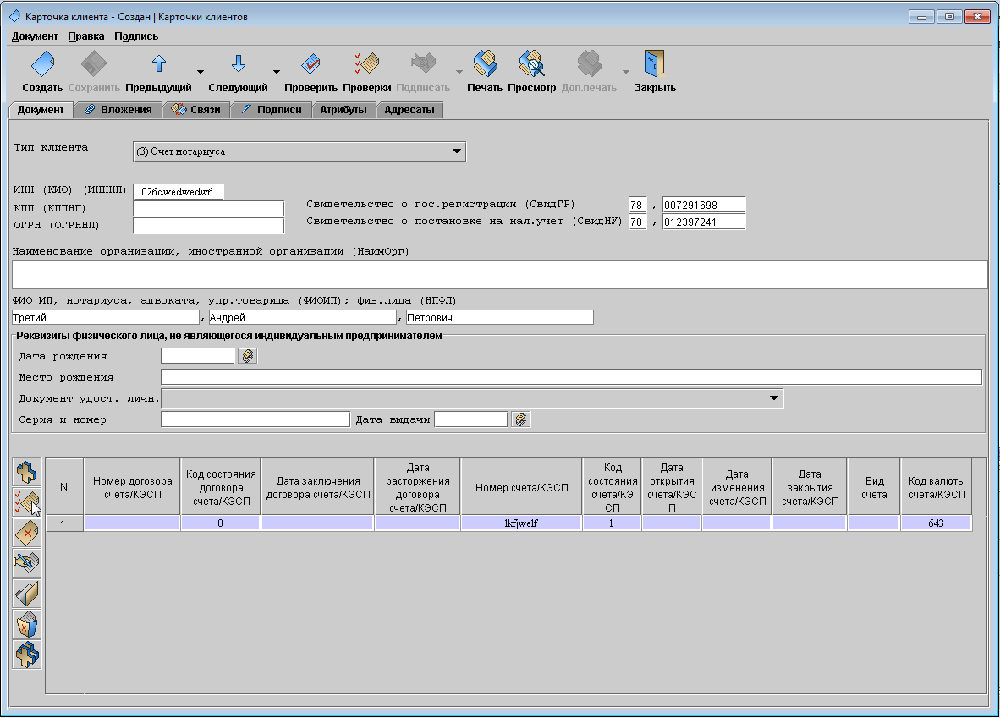 Карточка клиента - Создан | Карточки клиентов
Документ Правка Подпись
Создать Сохранить Предыдущий Следующий Проверить Проверки Подписать Печать Просмотр Доп.печать Закрыть
Документ Вложения Связи Подписи Атрибуты Адресаты
Тип клиента (3) Счет нотариуса
ИНН (КИО) (ИНННП) 026dwedwedw6
КПП (КППНП) Свидетельство о гос.регистрации (СвидГР) 78 , 007291698
ОГРН (ОГРННП) Свидетельство о постановке на нал.учет (СвидНУ) 78 , 012397241
Наименование организации, иностранной организации (НаимОрг)
ФИО ИП, нотариуса, адвоката, упр.товарища (ФИОИП); физ.лица (НПФЛ)
Третий , Андрей , Петрович
Реквизиты физического лица, не являющегося индивидуальным предпринимателем
Дата рождения
Место рождения
Документ удост. личн.
Серия и номер Дата выдачи
N
Номер договора
счета/КЭСП
Код состояния
договора
счета/КЭСП
Дата заключения
договора счета/КЭСП
Дата
расторжения
договора
счета/КЭСП
Номер счета/КЭСП
Код
состояния
счета/КЭ
СП
Дата
открытия
счета/КЭС
П
Дата
изменения
счета/КЭСП
Дата
закрытия
счета/КЭСП
Вид
счета
Код валюты
счета/КЭСП
1 0 lkfjwelf 1 643